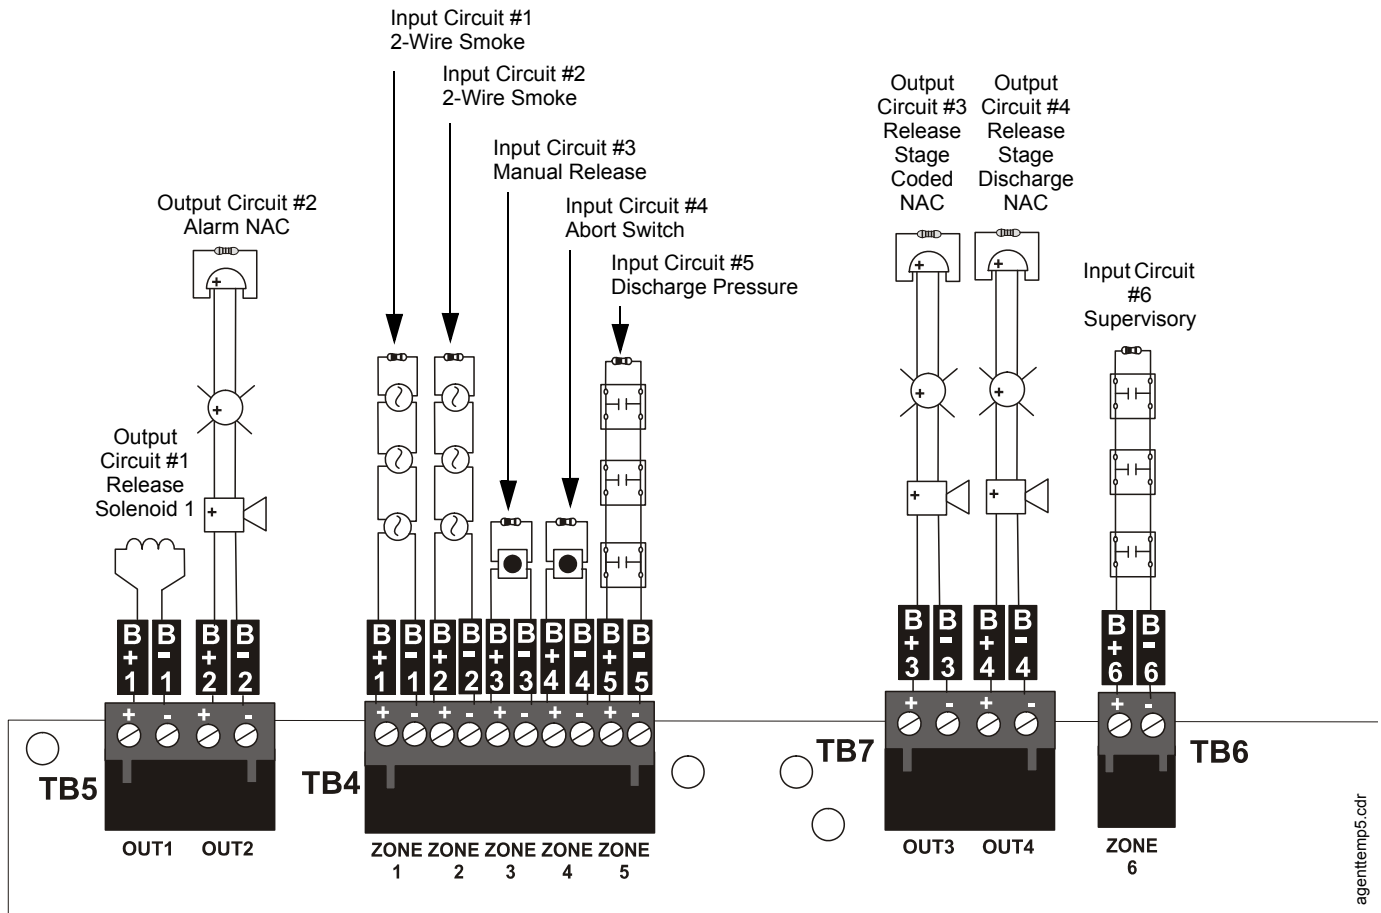 Input Circuit #1
2-Wire Smoke
Input Circuit #2
2-Wire Smoke
Input Circuit #3
Manual Release
Input Circuit #4
Abort Switch
Input Circuit #5
Discharge Pressure
Output Circuit #2
Alarm NAC
Output
Circuit #1
Release
Solenoid 1
Output
Circuit #3
Release
Stage
Coded
NAC
Output
Circuit #4
Release
Stage
Discharge
NAC
Input Circuit
#6
Supervisory
+
+
+
+
+
+
+
+
+
B+1
B-1
B+2
B-2
B+1
B-1
B+2
B-2
B+3
B-3
B+4
B-4
B+5
B-5
B+3
B-3
B+4
B-4
B+6
B-6
+ - + -
+ - + - + - + - + -
+ - + -
+ -
TB5
TB4
TB7
TB6
OUT1 OUT2
ZONE 1
ZONE 2
ZONE 3
ZONE 4
ZONE 5
OUT3 OUT4
ZONE 6
agenttemp5.cdr